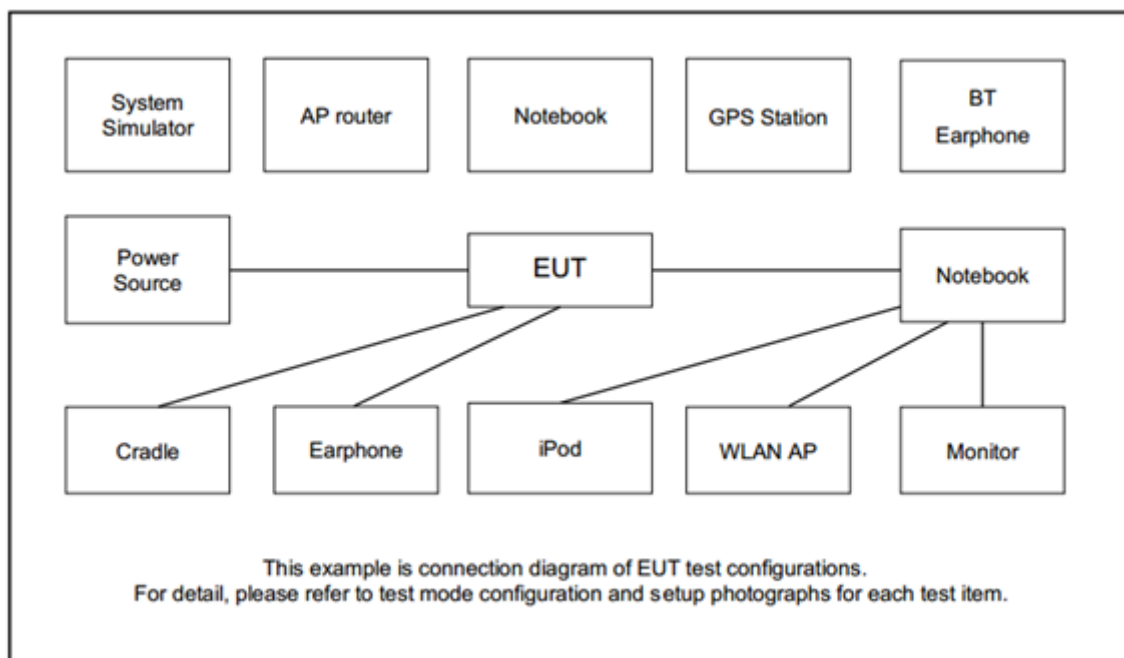 System
Simulator
AP router
Notebook
GPS Station
BT
Earphone
Power
Source
EUT
Notebook
Cradle
Earphone
iPod
WLAN AP
Monitor
This example is connection diagram of EUT test configurations.
For detail, please refer to test mode configuration and setup photographs for each test item.